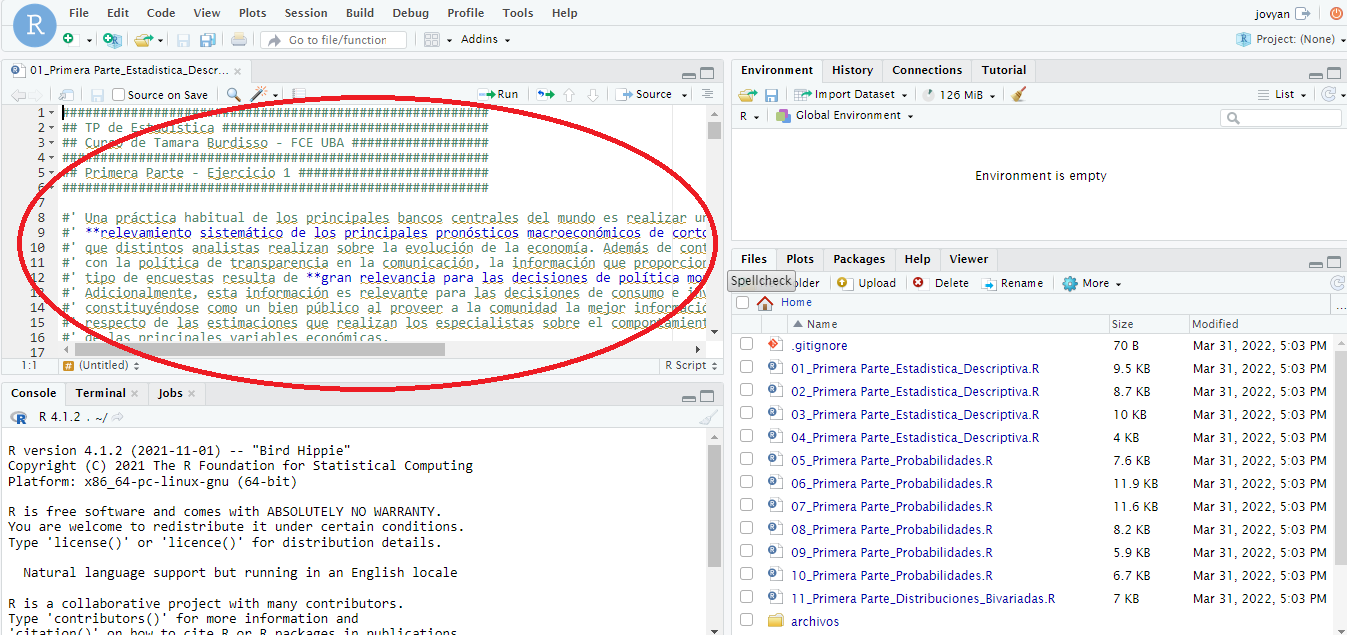 File Edit Code View Plots Session Build Debug Profile Tools Help
jovyan
R
Go to file/function
Addins
Project: (None)
01_Primera Parte_Estadistica_Descr...
Source on Save
Run
Source
1 ########################################################
2 ## TP de Estadística ###################################
3 ## Curso de Tamara Burdisso - FCE UBA ##################
4 ########################################################
5 ## Primera Parte - Ejercicio 1 #########################
6 ########################################################
7
8 #' Una práctica habitual de los principales bancos centrales del mundo es realizar un
9 #' **relevamiento sistemático de los principales pronósticos macroeconómicos de corto
10 #' que distintos analistas realizan sobre la evolución de la economía. Además de cont
11 #' con la política de transparencia en la comunicación, la información que proporcion
12 #' tipo de encuestas resulta de **gran relevancia para las decisiones de política mon
13 #' Adicionalmente, esta información es relevante para las decisiones de consumo e inv
14 #' constituyéndose como un bien público al proveer a la comunidad la mejor informació
15 #' respecto de las estimaciones que realizan los especialistas sobre el comportamient
16 #' de las principales variables económicas.
17
1:1 (Untitled) R Script
Console Terminal Jobs
R 4.1.2 . ~/
R version 4.1.2 (2021-11-01) -- "Bird Hippie"
Copyright (C) 2021 The R Foundation for Statistical Computing
Platform: x86_64-pc-linux-gnu (64-bit)
R is free software and comes with ABSOLUTELY NO WARRANTY.
You are welcome to redistribute it under certain conditions.
Type 'license()' or 'licence()' for distribution details.
Natural language support but running in an English locale
R is a collaborative project with many contributors.
Type 'contributors()' for more information and
'citation()' on how to cite R or R packages in publications.
Environment History Connections Tutorial
Import Dataset 126 MiB List
R Global Environment
Environment is empty
Files Plots Packages Help Viewer
Spellcheck older Upload Delete Rename More
Home ...
Name Size Modified
.gitignore 70 B Mar 31, 2022, 5:03 PM
01_Primera Parte_Estadistica_Descriptiva.R 9.5 KB Mar 31, 2022, 5:03 PM
02_Primera Parte_Estadistica_Descriptiva.R 8.7 KB Mar 31, 2022, 5:03 PM
03_Primera Parte_Estadistica_Descriptiva.R 10 KB Mar 31, 2022, 5:03 PM
04_Primera Parte_Estadistica_Descriptiva.R 4 KB Mar 31, 2022, 5:03 PM
05_Primera Parte_Probabilidades.R 7.6 KB Mar 31, 2022, 5:03 PM
06_Primera Parte_Probabilidades.R 11.9 KB Mar 31, 2022, 5:03 PM
07_Primera Parte_Probabilidades.R 11.6 KB Mar 31, 2022, 5:03 PM
08_Primera Parte_Probabilidades.R 8.2 KB Mar 31, 2022, 5:03 PM
09_Primera Parte_Probabilidades.R 5.9 KB Mar 31, 2022, 5:03 PM
10_Primera Parte_Probabilidades.R 6.7 KB Mar 31, 2022, 5:03 PM
11_Primera Parte_Distribuciones_Bivariadas.R 7 KB Mar 31, 2022, 5:03 PM
archivos